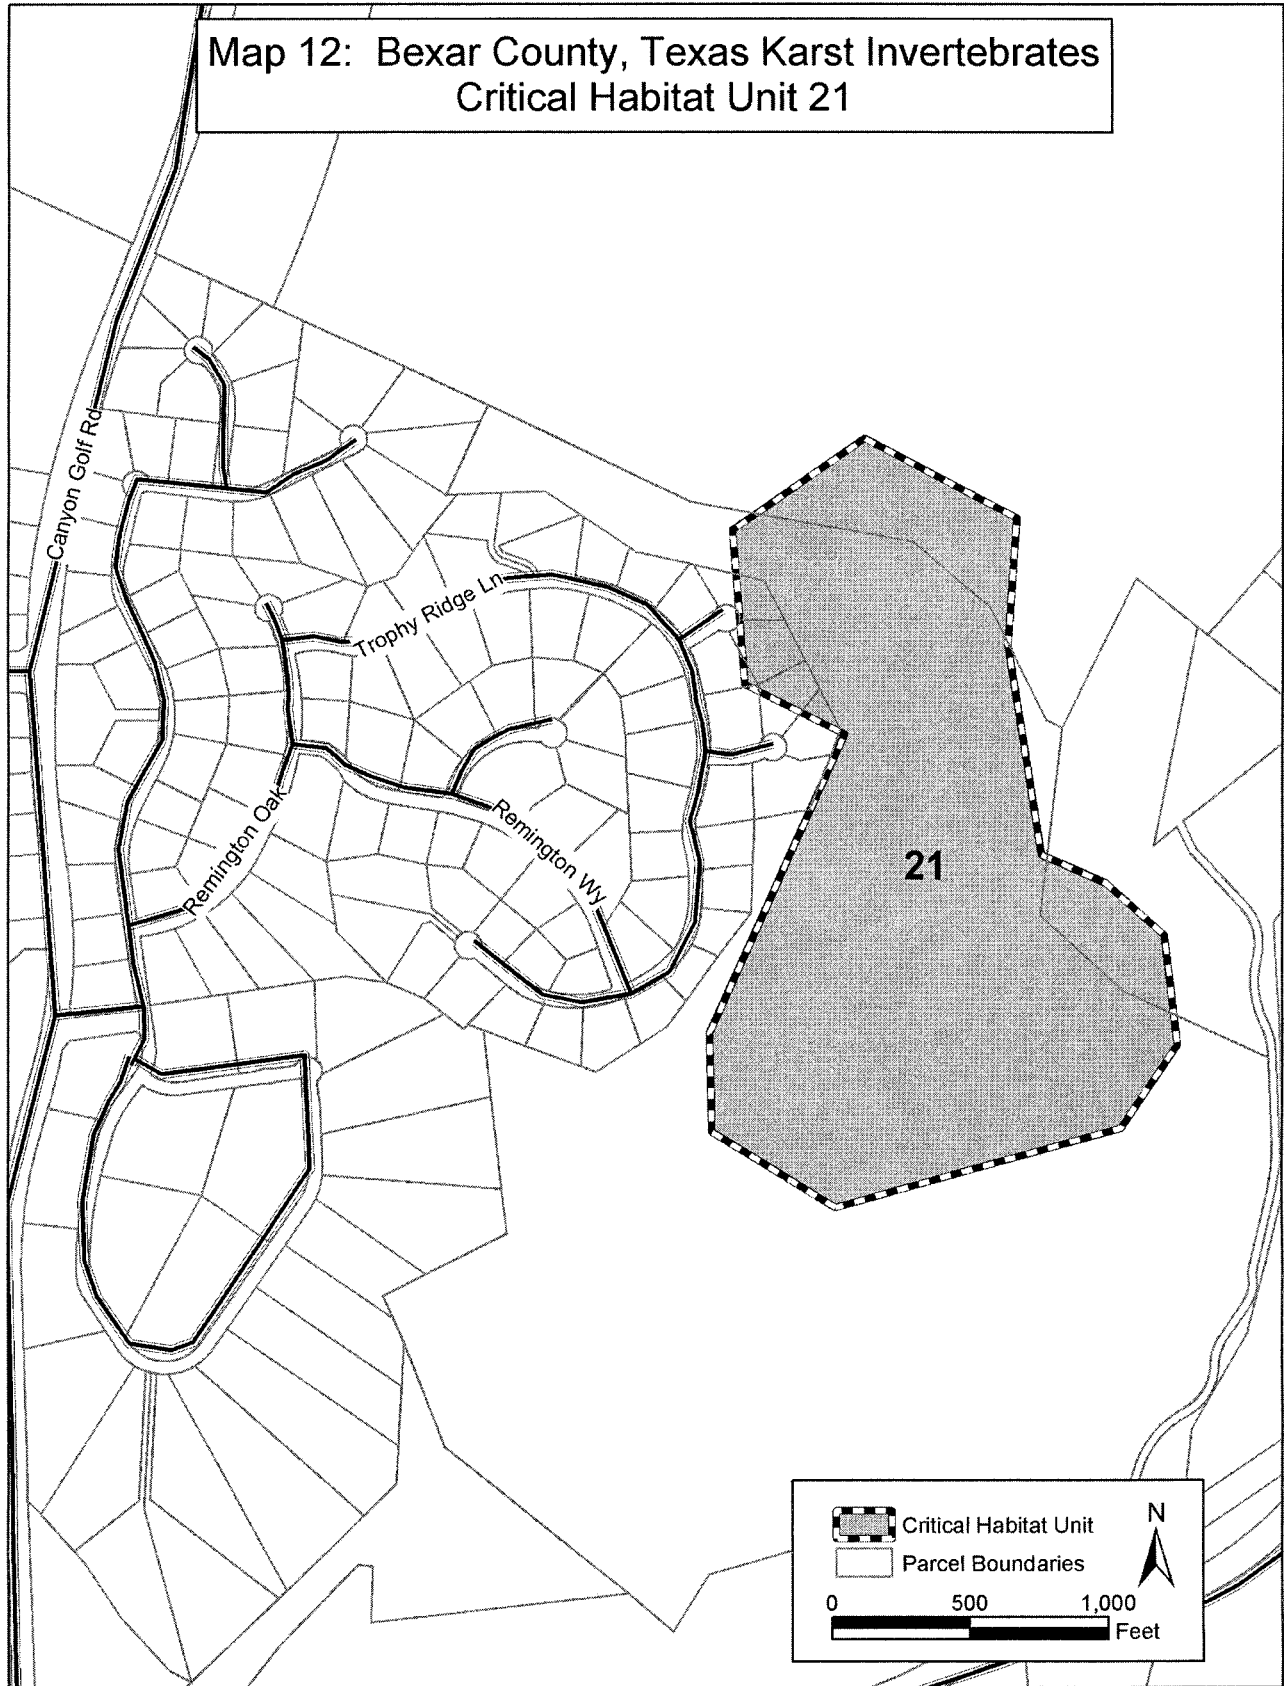 Map 12: Bexar County, Texas Karst Invertebrates
Critical Habitat Unit 21
Canyon Golf Rd
Trophy Ridge Ln
Remington Oak
Remington Wy
21
Critical Habitat Unit
Parcel Boundaries
N
0 500 1,000
Feet